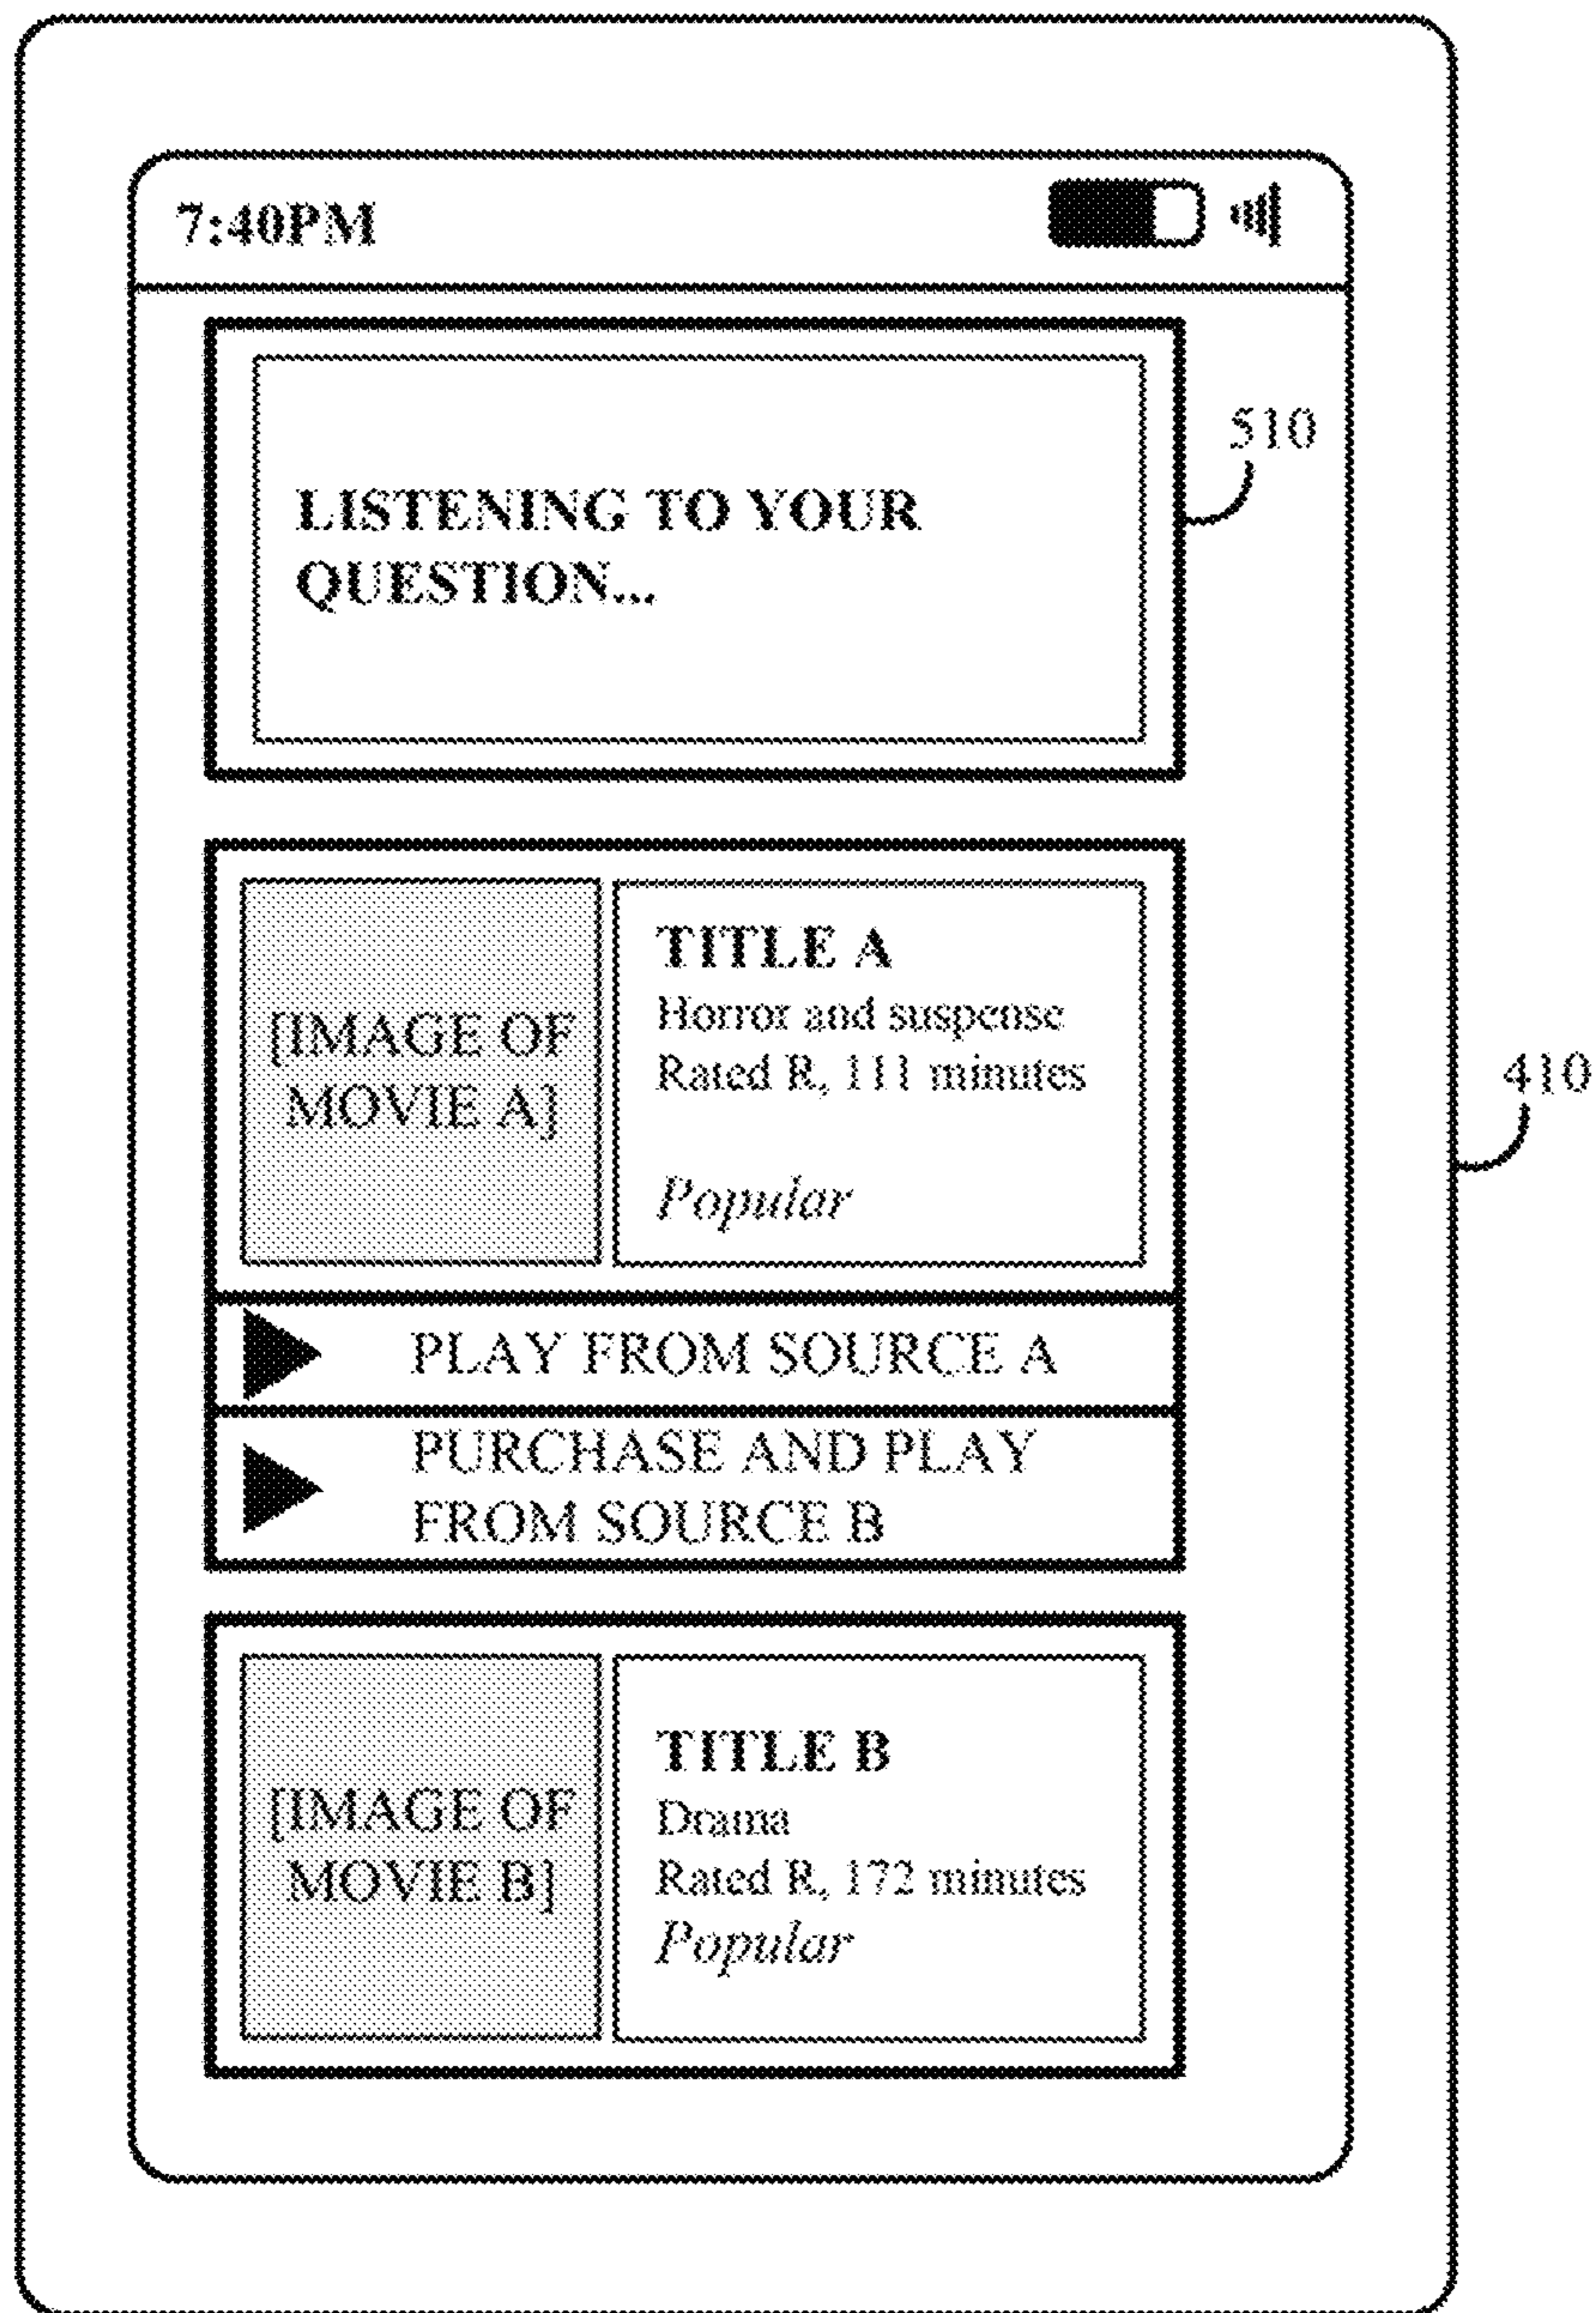 7:40PM
510
LISTENING TO YOUR
QUESTION...
[IMAGE OF
MOVIE A]
TITLE A
Horror and suspense
Rated R, 111 minutes
Popular
410
PLAY FROM SOURCE A
PURCHASE AND PLAY
FROM SOURCE B
[IMAGE OF
MOVIE B]
TITLE B
Drama
Rated R, 172 minutes
Popular